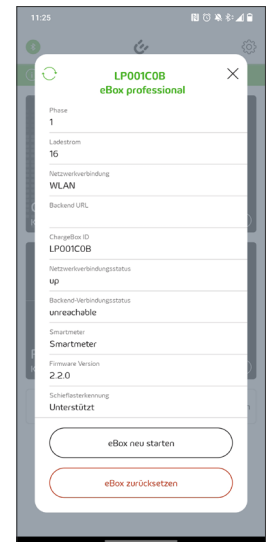 11:25
LP001C0B
eBox professional
Phase
1
Ladestrom
16
Netzwerkverbindung
WLAN
Backend URL
ChargeBox ID
LP001C0B
Netzwerkverbindungsstatus
up
Backend-Verbindungsstatus
unreachable
Smartmeter
Smartmeter
Firmware Version
2.2.0
Schieflasterkennung
Unterstützt
eBox neu starten
eBox zurücksetzen